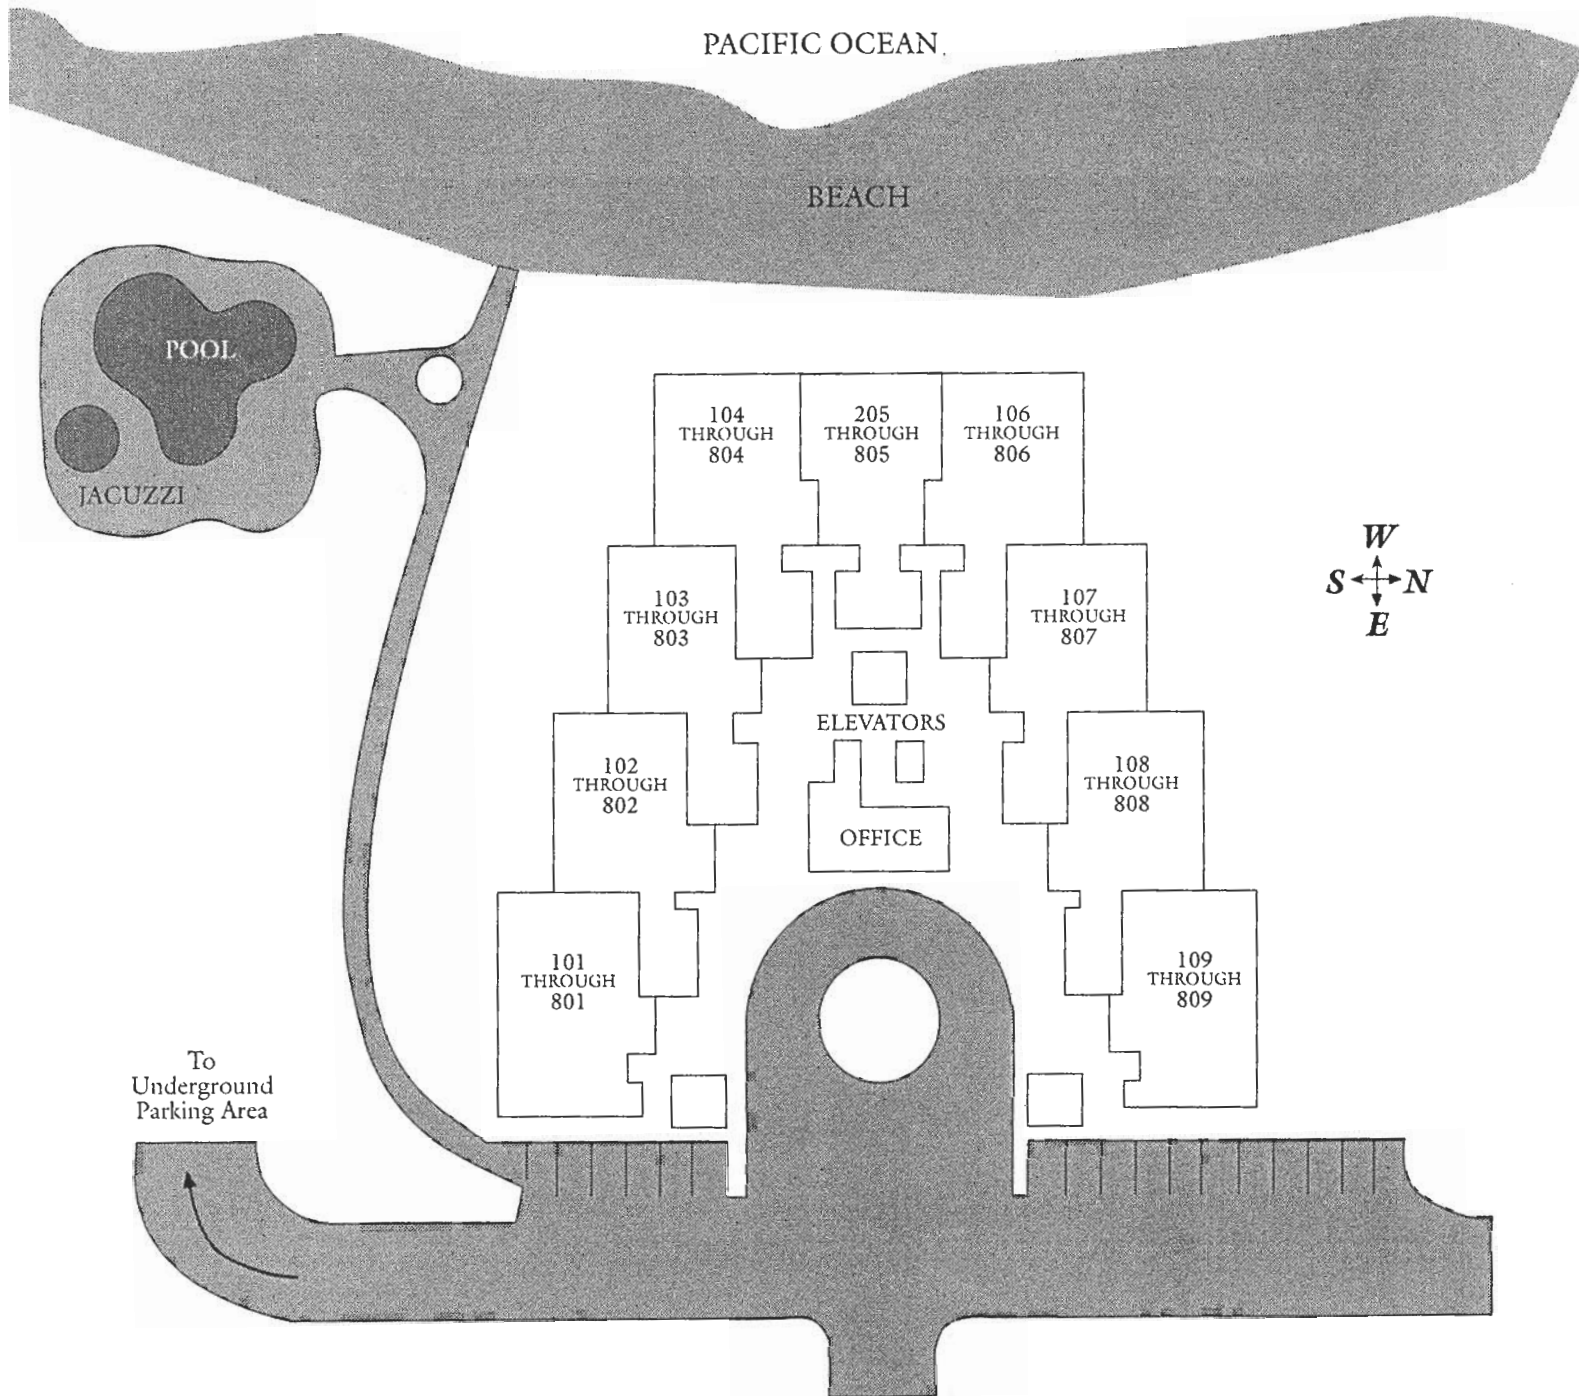 PACIFIC OCEAN
BEACH
POOL
JACUZZI
104
THROUGH
804
205
THROUGH
805
106
THROUGH
806
W
S N
E
103
THROUGH
803
107
THROUGH
807
ELEVATORS
102
THROUGH
802
108
THROUGH
808
OFFICE
101
THROUGH
801
109
THROUGH
809
To
Underground
Parking Area